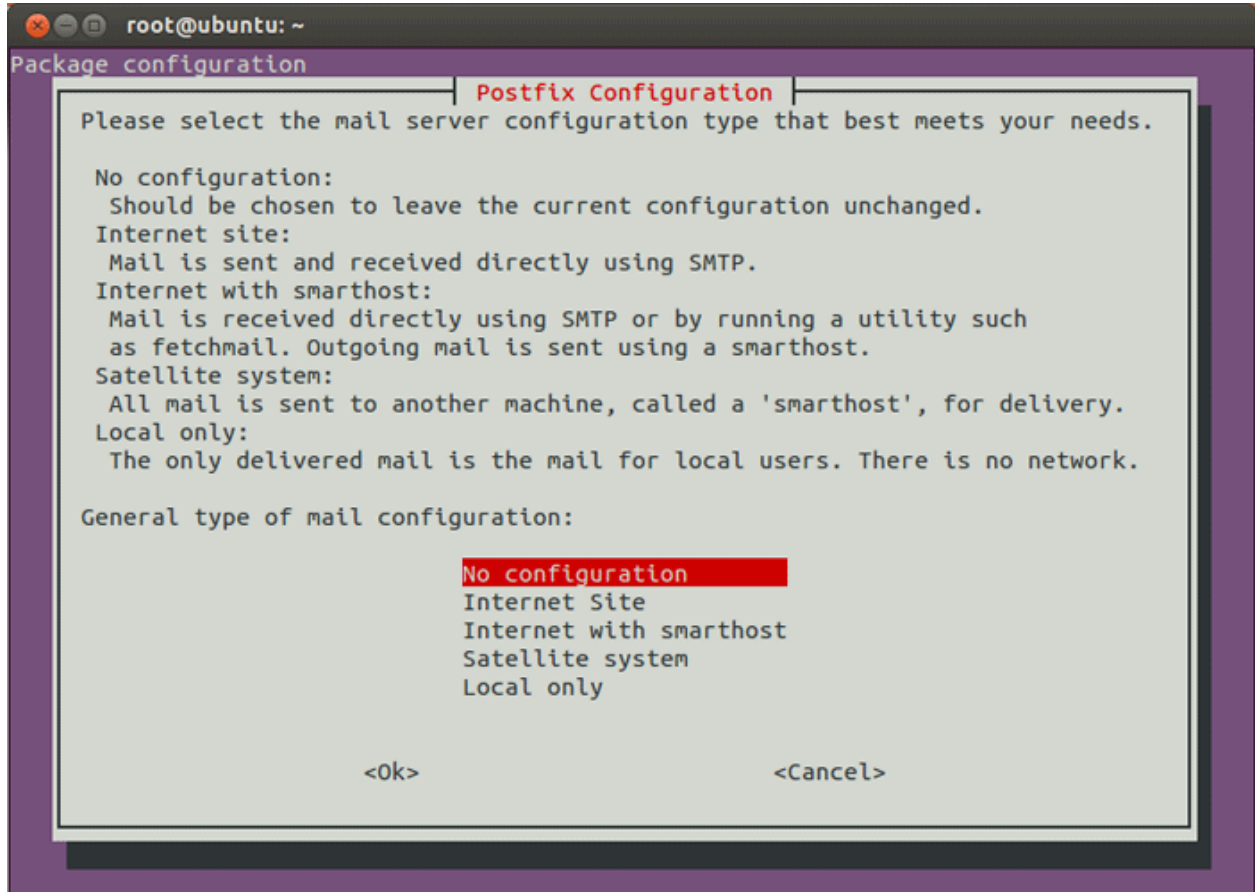 root@ubuntu: ~
Package configuration
Postfix Configuration
Please select the mail server configuration type that best meets your needs.
No configuration:
Should be chosen to leave the current configuration unchanged.
Internet site:
Mail is sent and received directly using SMTP.
Internet with smarthost:
Mail is received directly using SMTP or by running a utility such
as fetchmail. Outgoing mail is sent using a smarthost.
Satellite system:
All mail is sent to another machine, called a 'smarthost', for delivery.
Local only:
The only delivered mail is the mail for local users. There is no network.
General type of mail configuration:
No configuration
Internet Site
Internet with smarthost
Satellite system
Local only
<Ok> <Cancel>